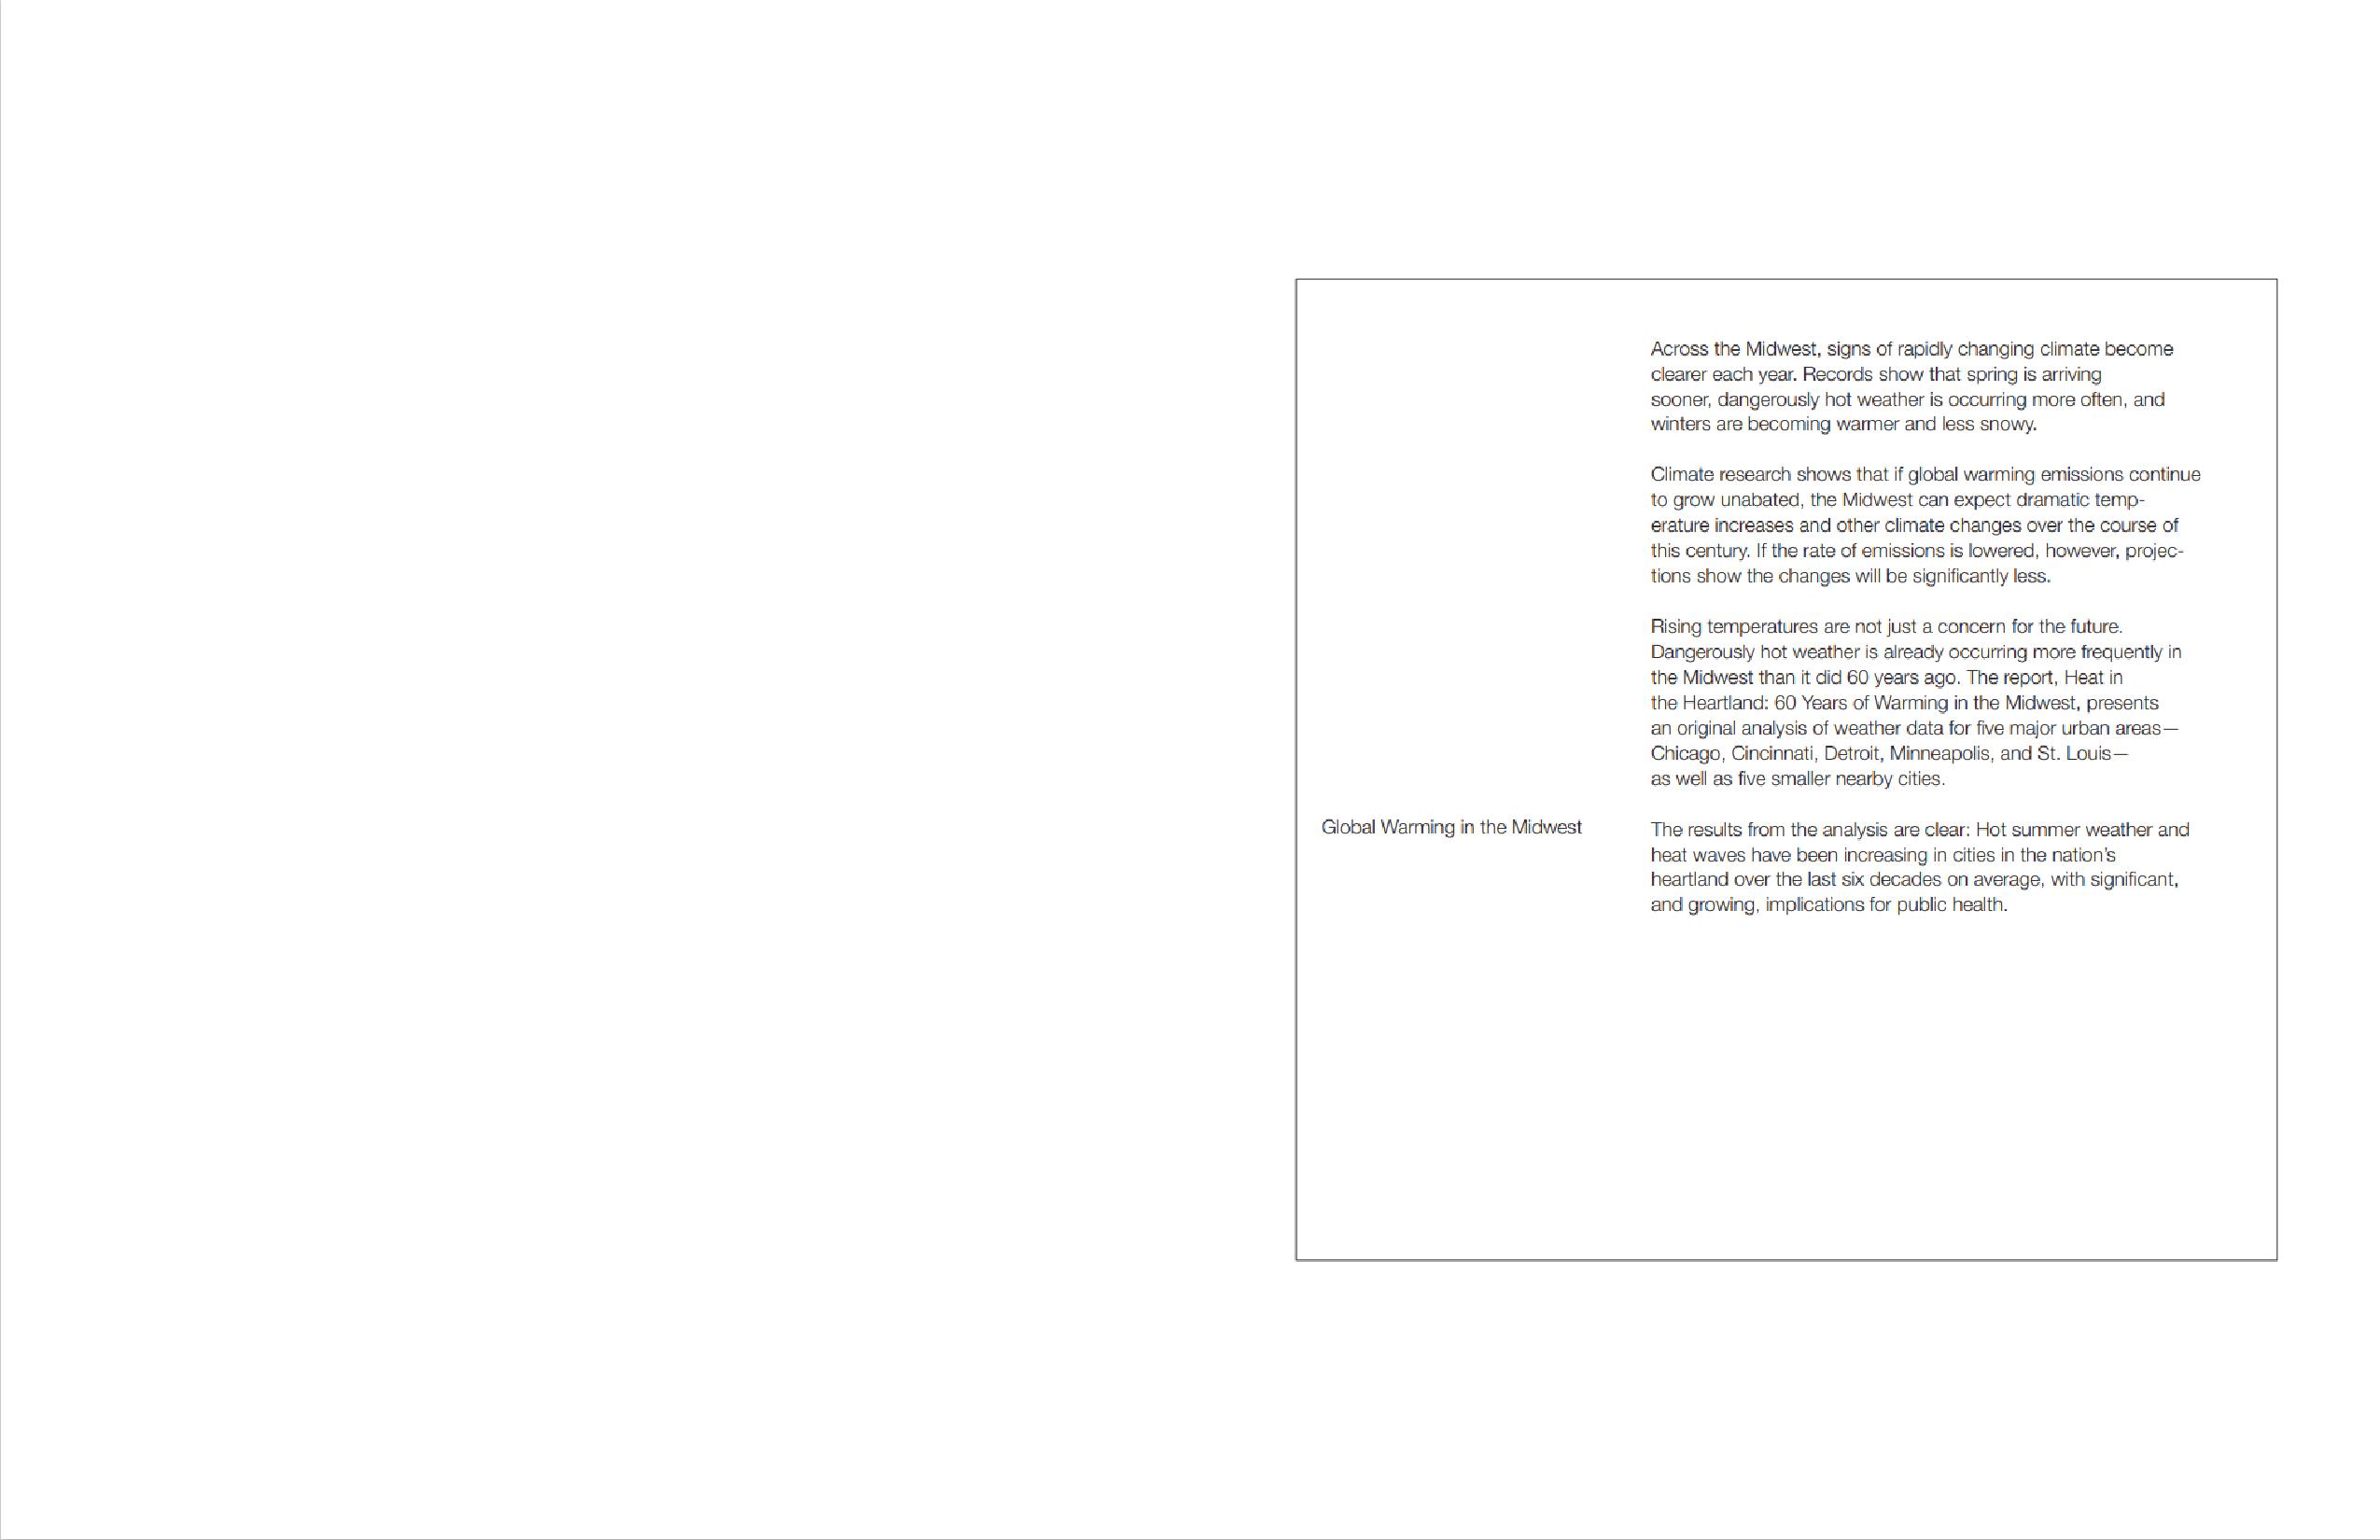 Across the Midwest, signs of rapidly changing climate become
clearer each year. Records show that spring is arriving
sooner, dangerously hot weather is occurring more often, and
winters are becoming warmer and less snowy.
Climate research shows that if global warming emissions continue
to grow unabated, the Midwest can expect dramatic temp-
erature increases and other climate changes over the course of
this century. If the rate of emissions is lowered, however, projec-
tions show the changes will be significantly less.
Rising temperatures are not just a concern for the future.
Dangerously hot weather is already occurring more frequently in
the Midwest than it did 60 years ago. The report, Heat in
the Heartland: 60 Years of Warming in the Midwest, presents
an original analysis of weather data for five major urban areas—
Chicago, Cincinnati, Detroit, Minneapolis, and St. Louis—
as well as five smaller nearby cities.
Global Warming in the Midwest
The results from the analysis are clear: Hot summer weather and
heat waves have been increasing in cities in the nation’s
heartland over the last six decades on average, with significant,
and growing, implications for public health.